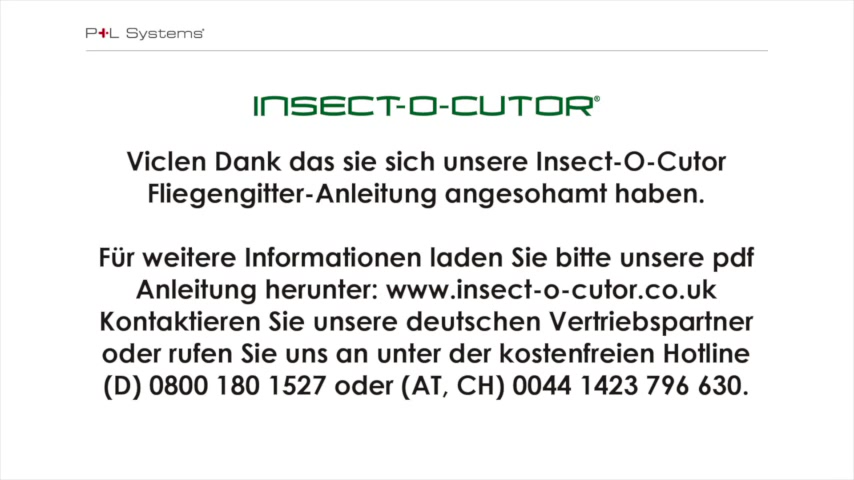 P+L Systems®
INSECT-O-CUTOR®
Viclen Dank das sie sich unsere Insect-O-Cutor
Fliegengitter-Anleitung angesohamt haben.
Für weitere Informationen laden Sie bitte unsere pdf
Anleitung herunter: www.insect-o-cutor.co.uk
Kontaktieren Sie unsere deutschen Vertriebspartner
oder rufen Sie uns an unter der kostenfreien Hotline
(D) 0800 180 1527 oder (AT, CH) 0044 1423 796 630.